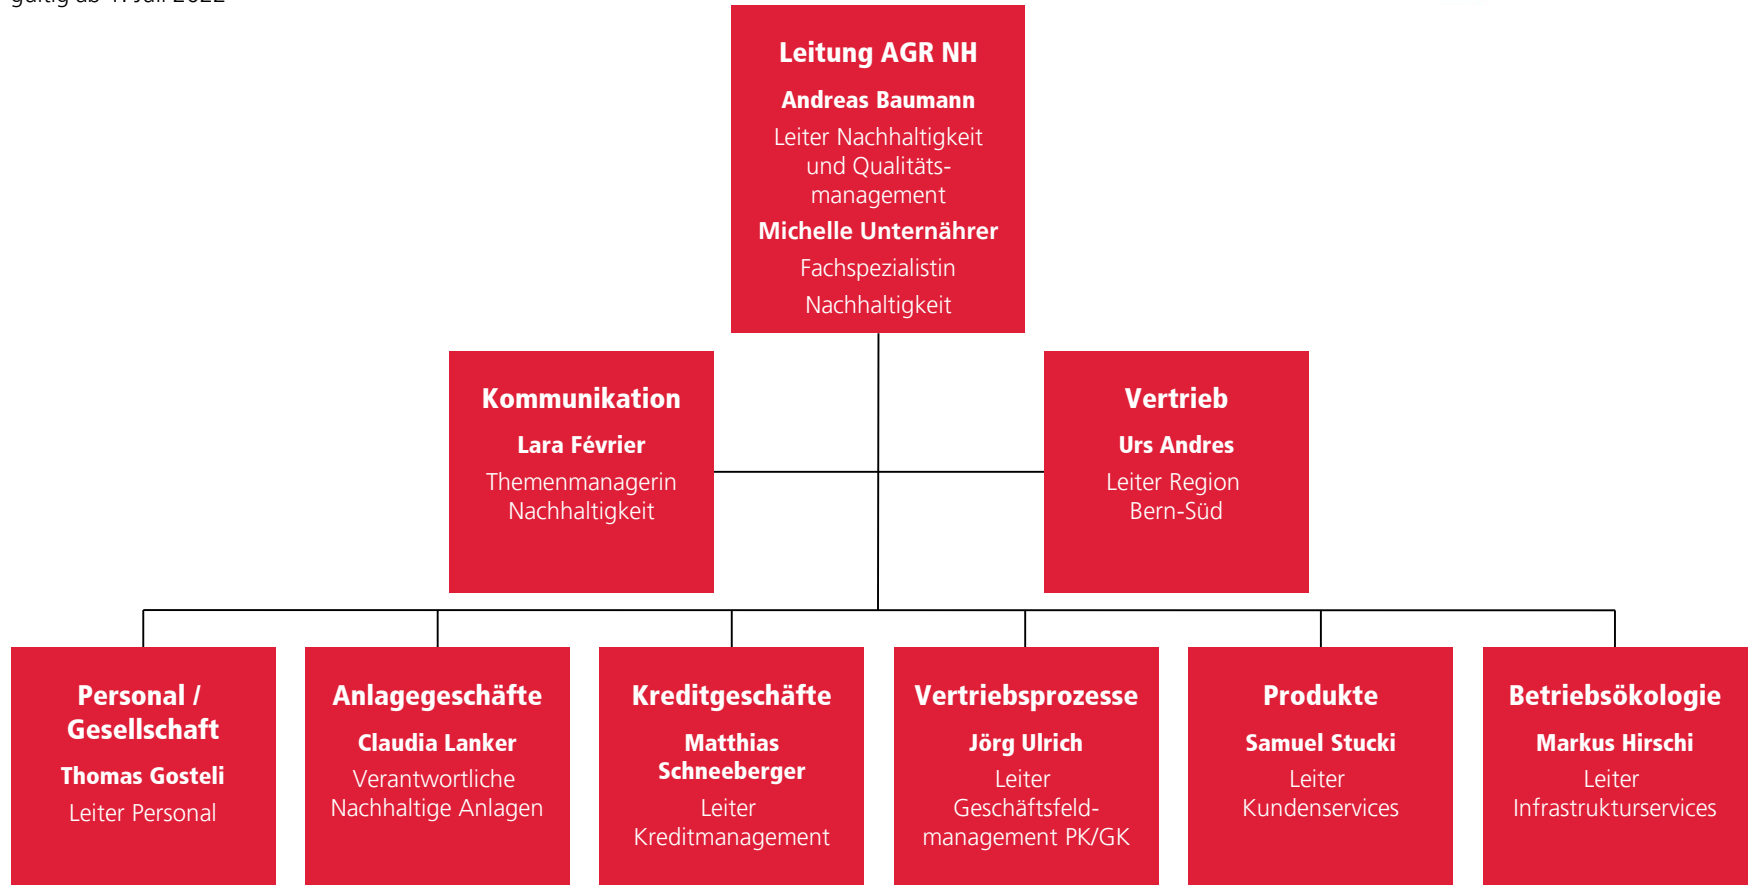 Leitung AGR NH
Andreas Baumann
Leiter Nachhaltigkeit
und Qualitäts-
management
Michelle Unternährer
Fachspezialistin
Nachhaltigkeit
Kommunikation
Lara Février
Themenmanagerin
Nachhaltigkeit
Vertrieb
Urs Andres
Leiter Region
Bern-Süd
Personal /
Gesellschaft
Thomas Gosteli
Leiter Personal
Anlagegeschäfte
Claudia Lanker
Verantwortliche
Nachhaltige Anlagen
Kreditgeschäfte
Matthias
Schneeberger
Leiter
Kreditmanagement
Vertriebsprozesse
Jörg Ulrich
Leiter
Geschäftsfeld-
management PK/GK
Produkte
Samuel Stucki
Leiter
Kundenservices
Betriebsökologie
Markus Hirschi
Leiter
Infrastrukturservices